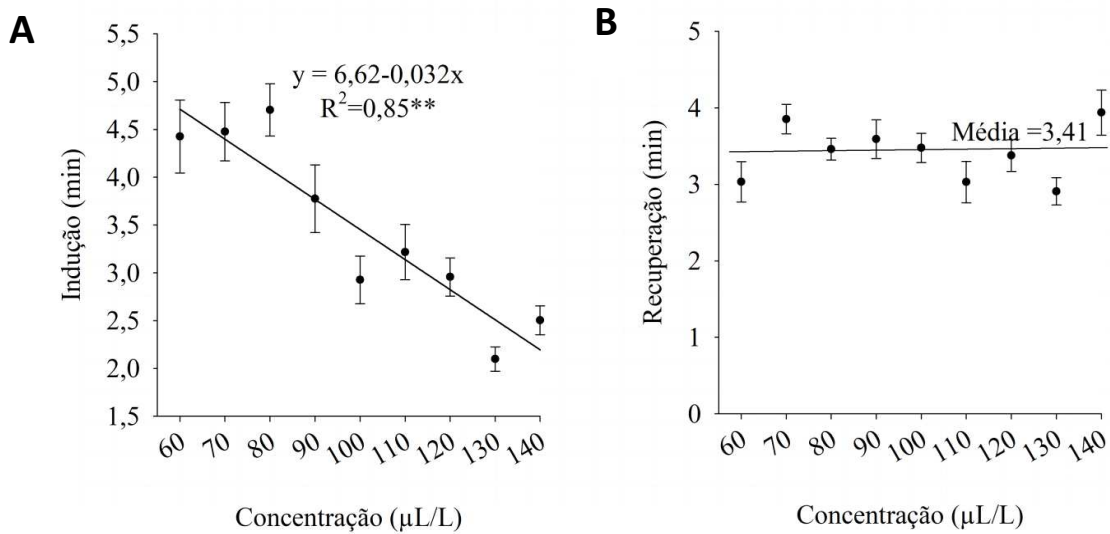 A
5,5
5,0
4,5
4,0
3,5
3,0
2,5
2,0
1,5
Indução (min)
y = 6,62-0,032x
R²=0,85**
60 70 80 90 100 110 120 130 140
Concentração (µL/L)
B
5
4
3
2
1
0
Recuperação (min)
Média =3,41
60 70 80 90 100 110 120 130 140
Concentração (µL/L)